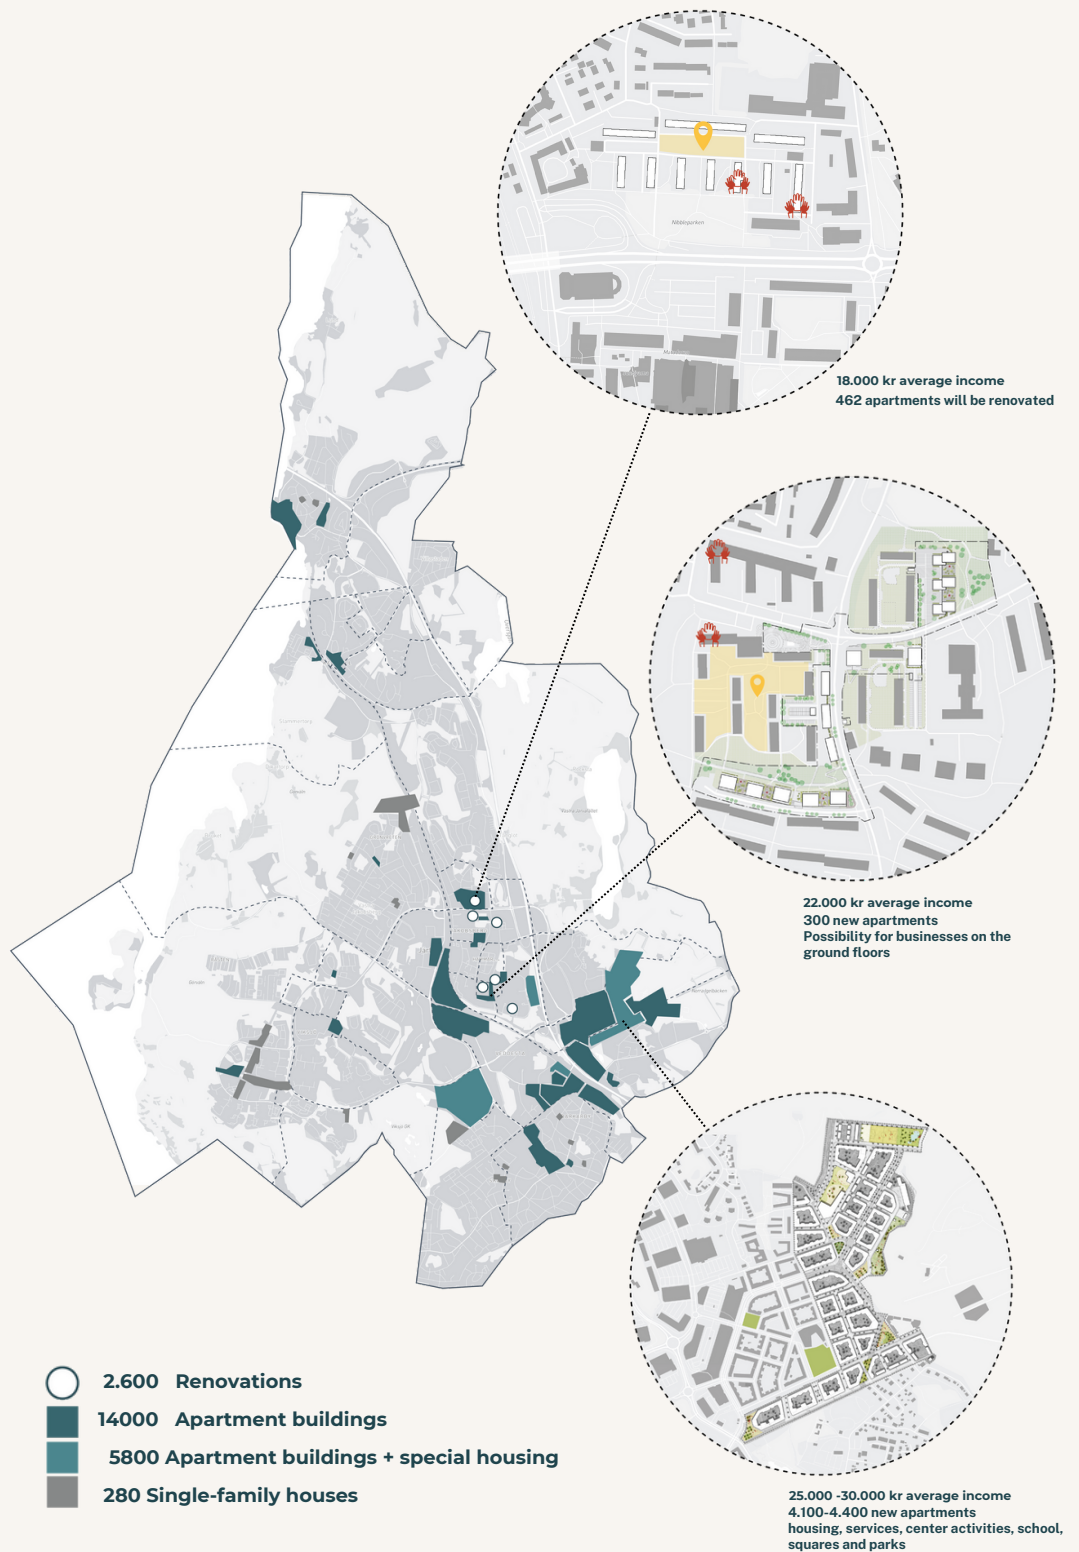 Nibbleparken
18.000 kr average income
462 apartments will be renovated
22.000 kr average income
300 new apartments
Possibility for businesses on the
ground floors
2.600 Renovations
14000 Apartment buildings
5800 Apartment buildings + special housing
280 Single-family houses
25.000 -30.000 kr average income
4.100-4.400 new apartments
housing, services, center activities, school,
squares and parks